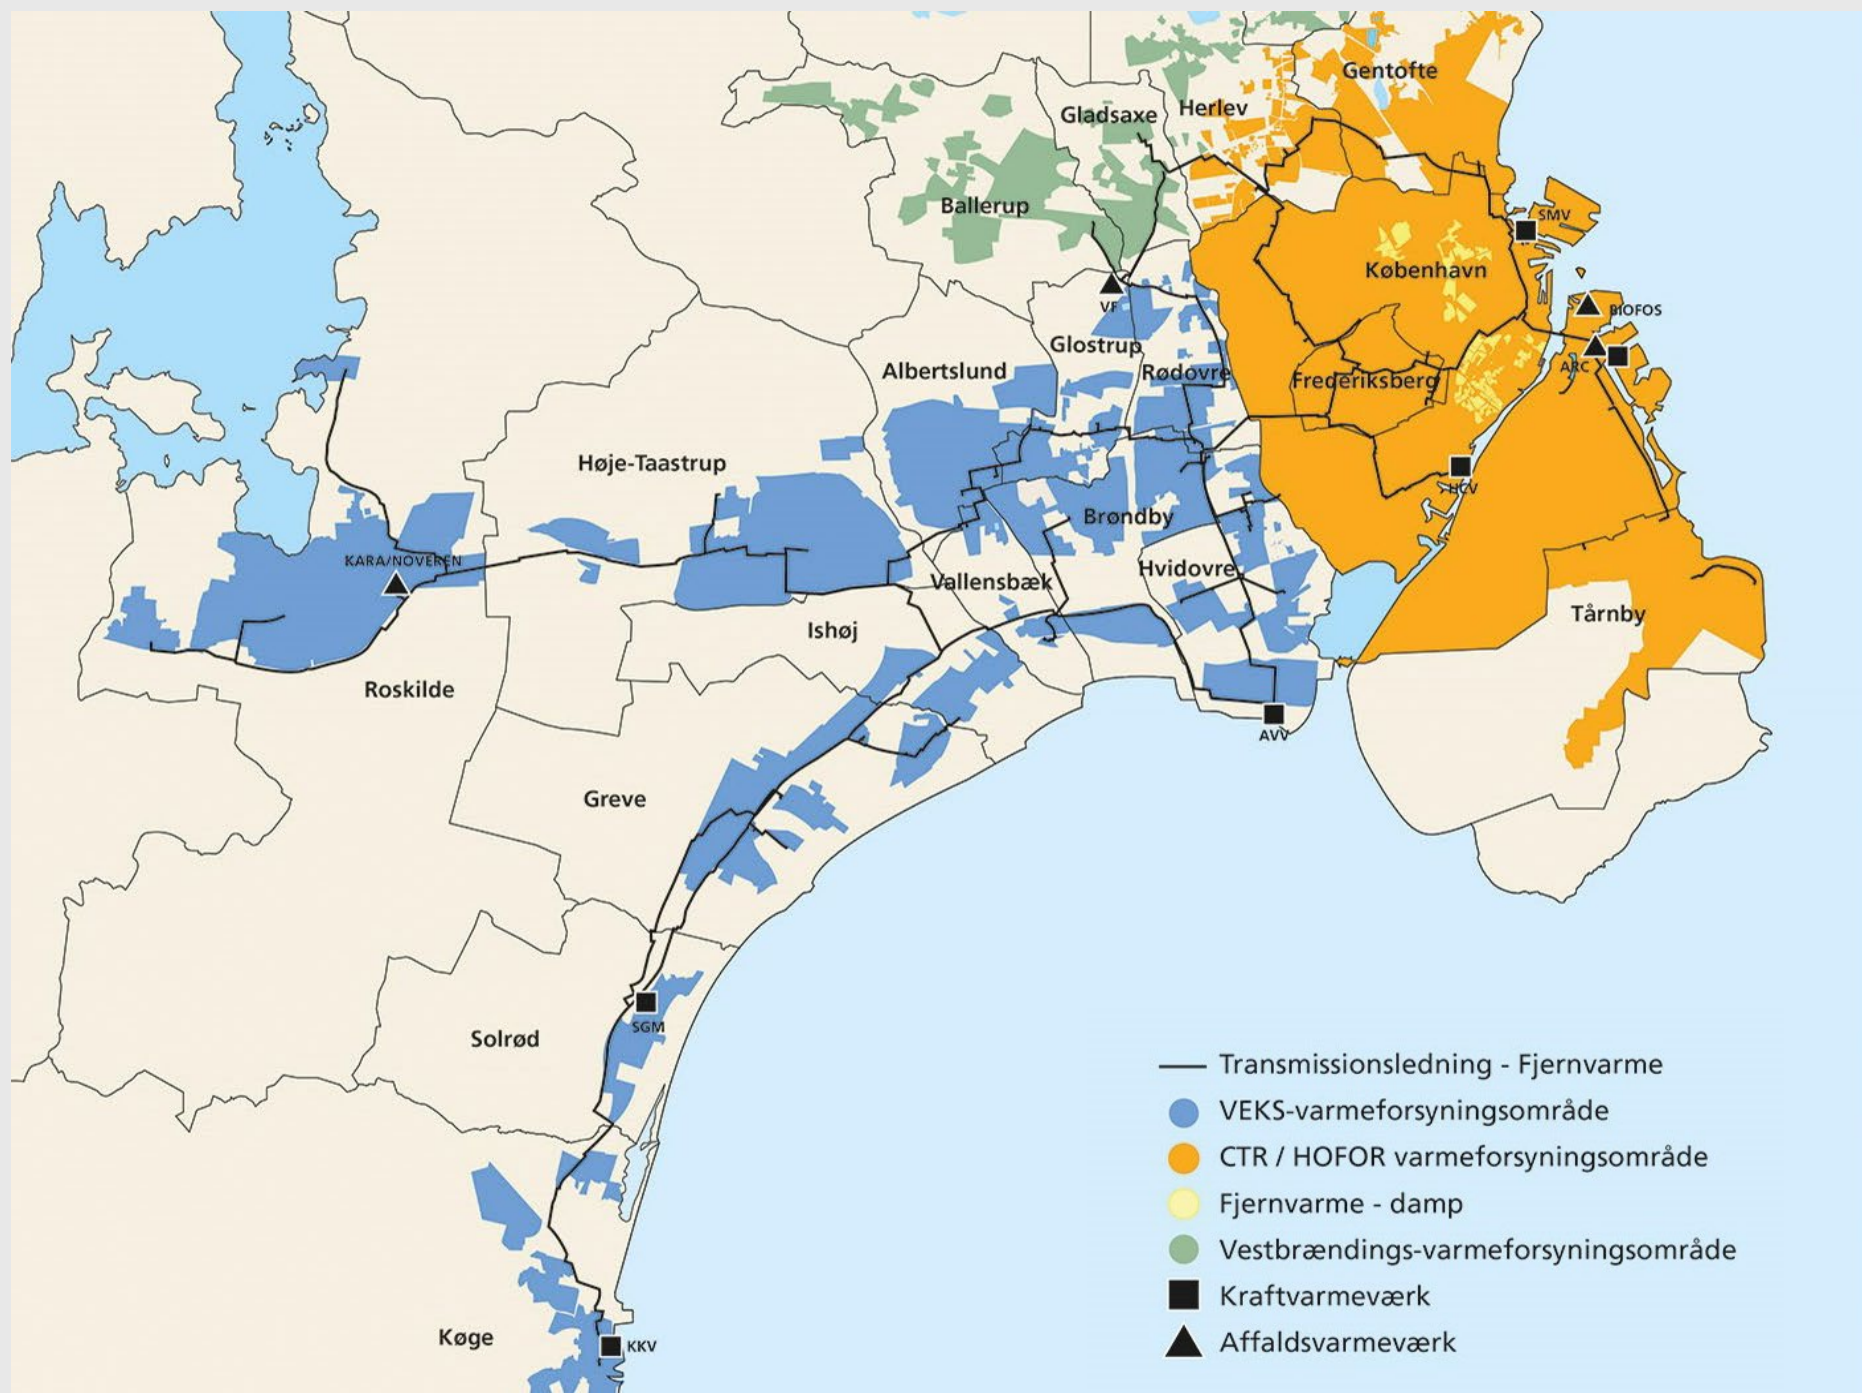 Gentofte
Gladsaxe
Herlev
Ballerup
SMV
København
VF
BIOFOS
Glostrup
Albertslund
Rødovre
ARC
Frederiksberg
Høje-Taastrup
HCV
Brøndby
KARA/NOVEREN
Hvidovre
Vallensbæk
Tårnby
Ishøj
Roskilde
AVV
Greve
SGM
Solrød
Køge
KKV
Transmissionsledning - Fjernvarme
VEKS-varmeforsyningsområde
CTR / HOFOR varmeforsyningsområde
Fjernvarme - damp
Vestbrændings-varmeforsyningsområde
Kraftvarmeværk
Affaldsvarmeværk